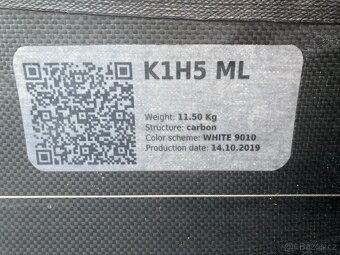 K1H5 ML
Weight: 11.50 Kg
Structure: carbon
Color scheme: WHITE 9010
Production date: 14.10.2019